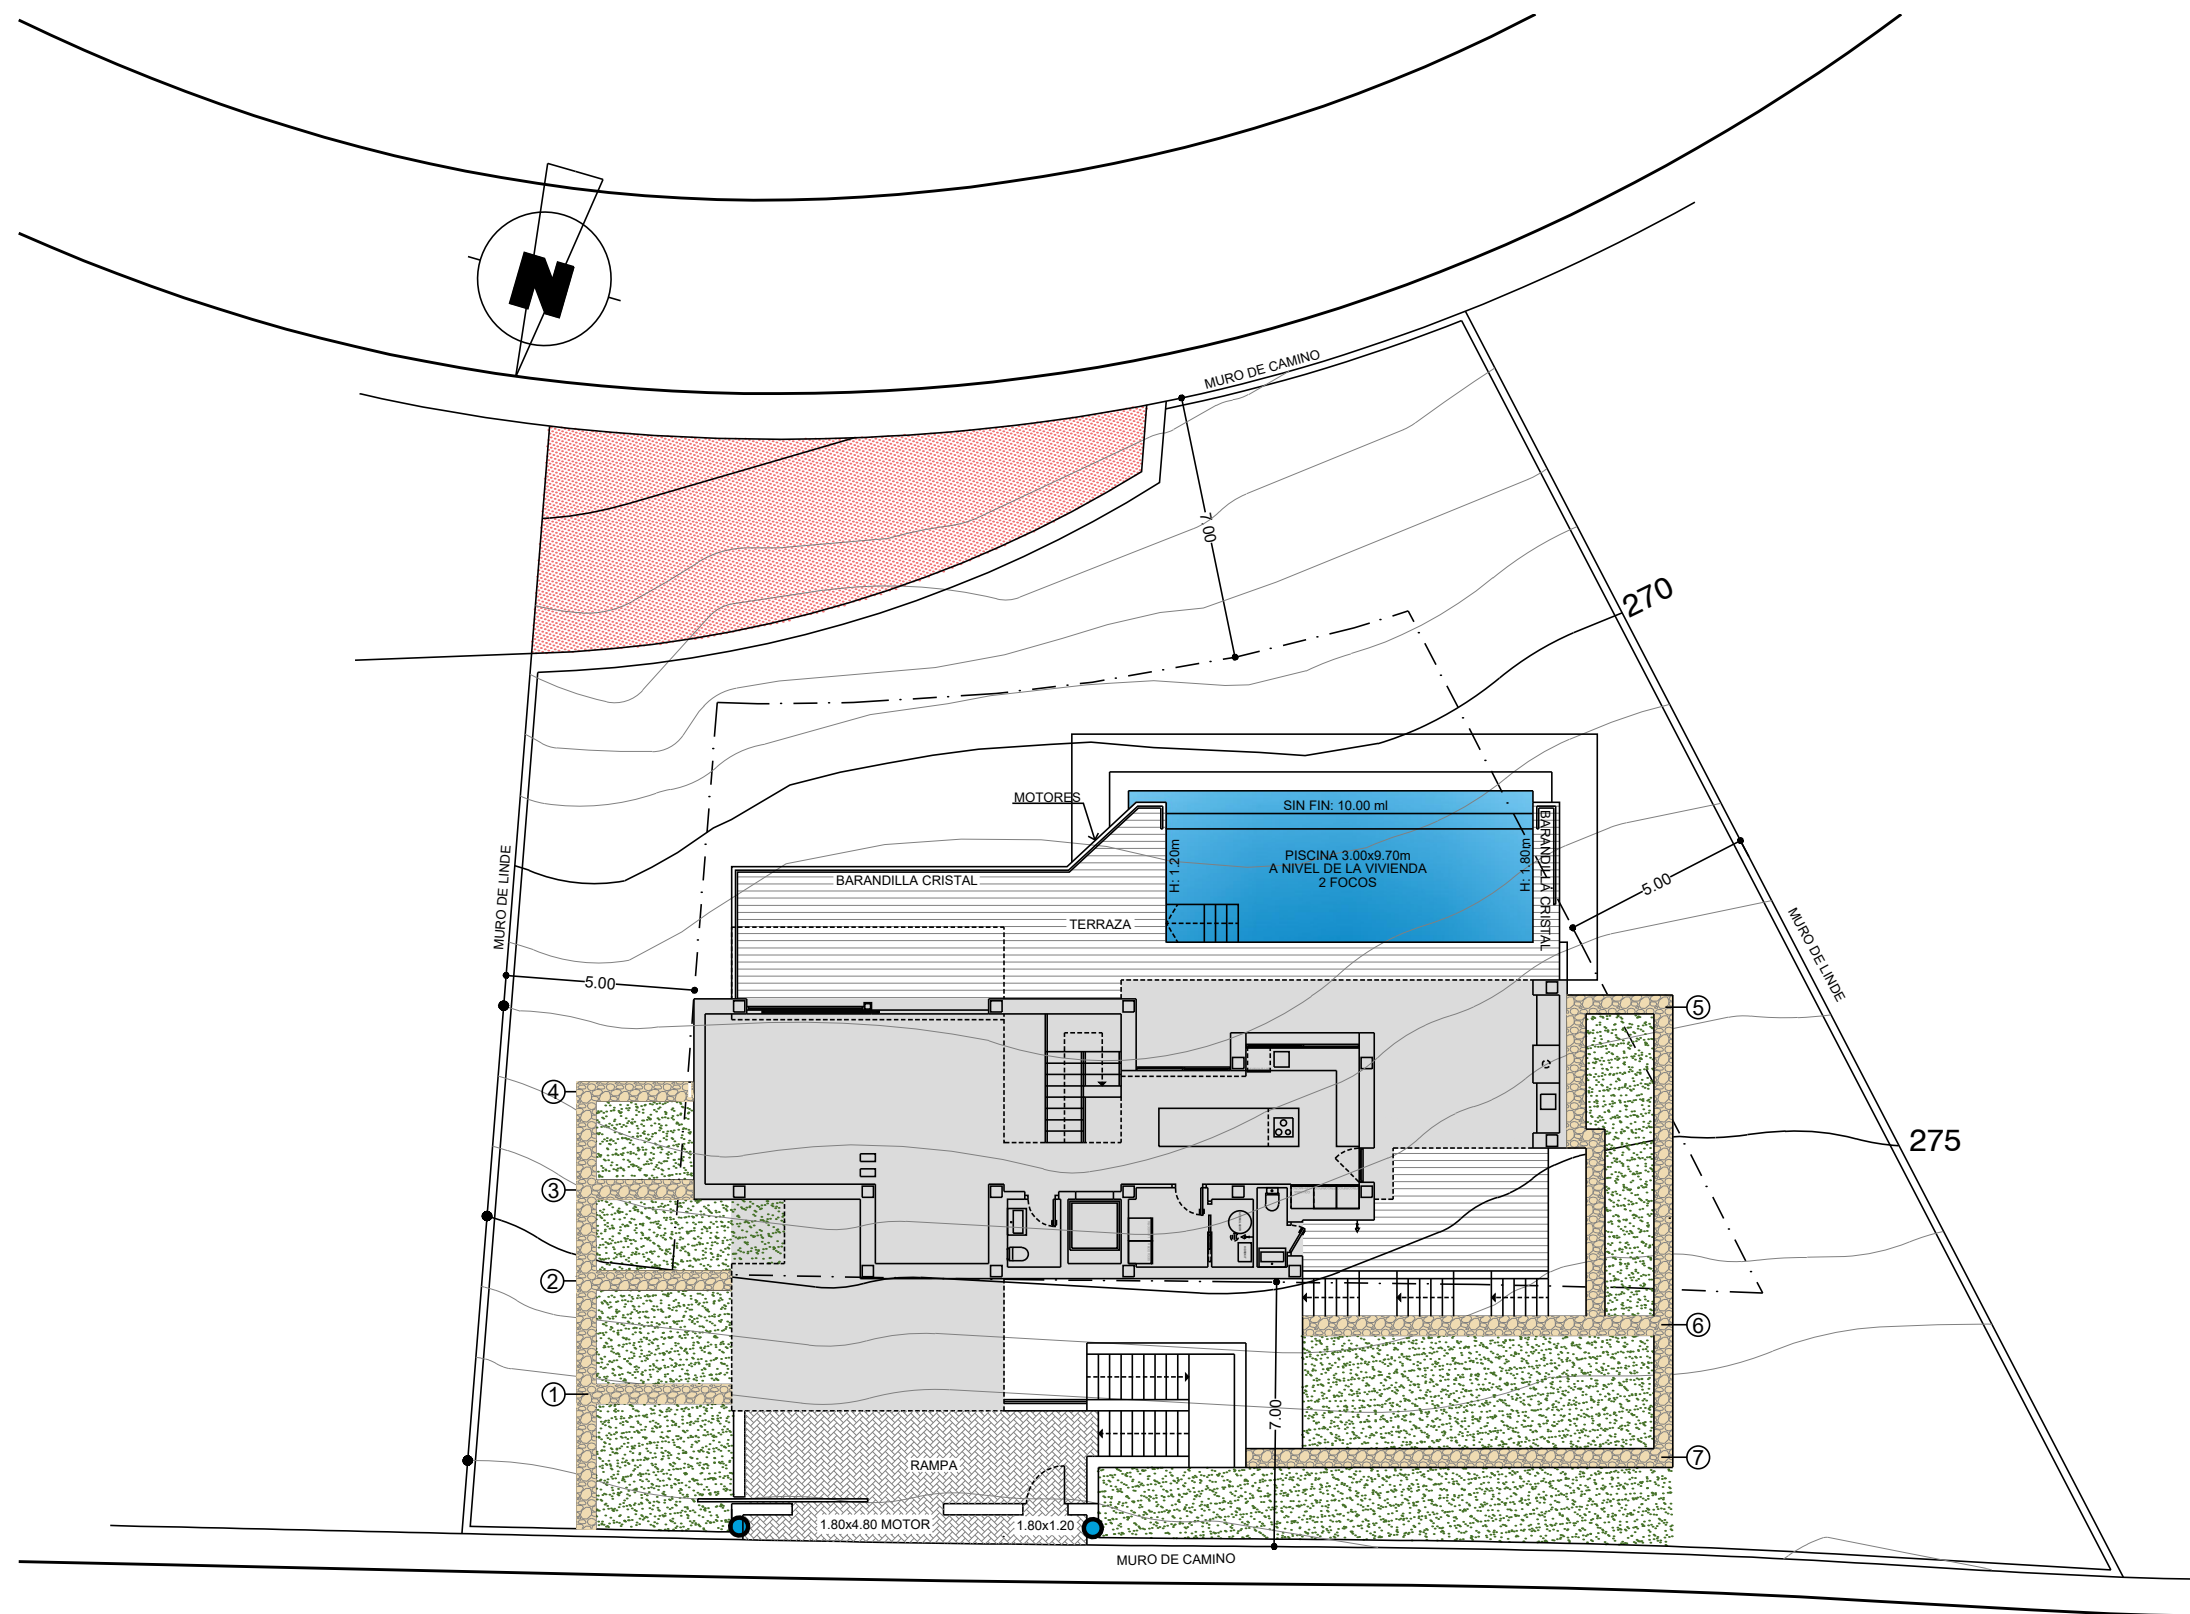 N
MURO DE CAMINO
7.00
270
MOTORES
SIN FIN: 10.00 ml
BARANDILLA CRISTAL
H: 1.20m
PISCINA 3.00x9.70m
A NIVEL DE LA VIVIENDA
2 FOCOS
H: 1.80m
BARANDILLA CRISTAL
5.00
MURO DE LINDE
TERRAZA
MURO DE LINDE
5.00
5
4
275
3
2
6
1
7.00
7
RAMPA
1.80x4.80 MOTOR
1.80x1.20
MURO DE CAMINO